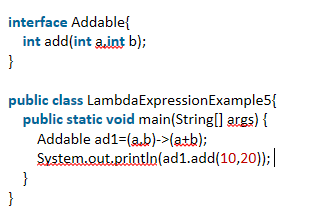 interface Addable{
int add(int a,int b);
}
public class LambdaExpressionExample5{
public static void main(String[] args) {
Addable ad1=(a,b)->(a+b);
System.out.println(ad1.add(10,20));
}
}